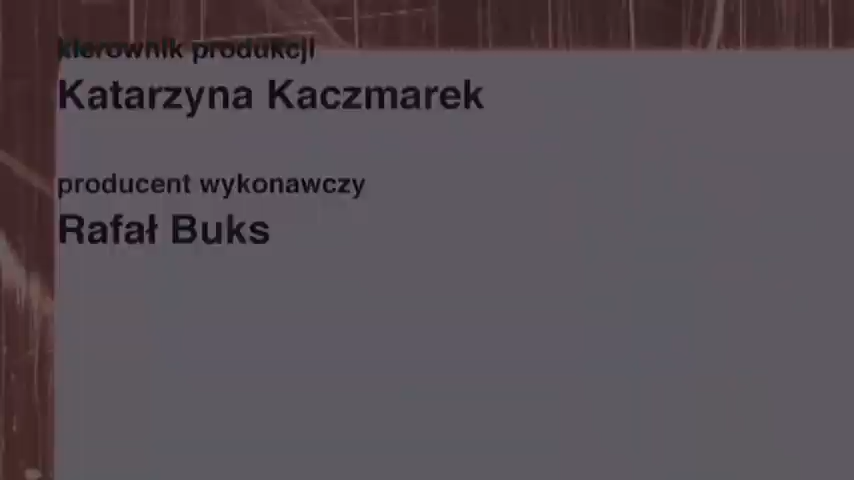 kierownik produkcji
Katarzyna Kaczmarek
producent wykonawczy
Rafał Buks